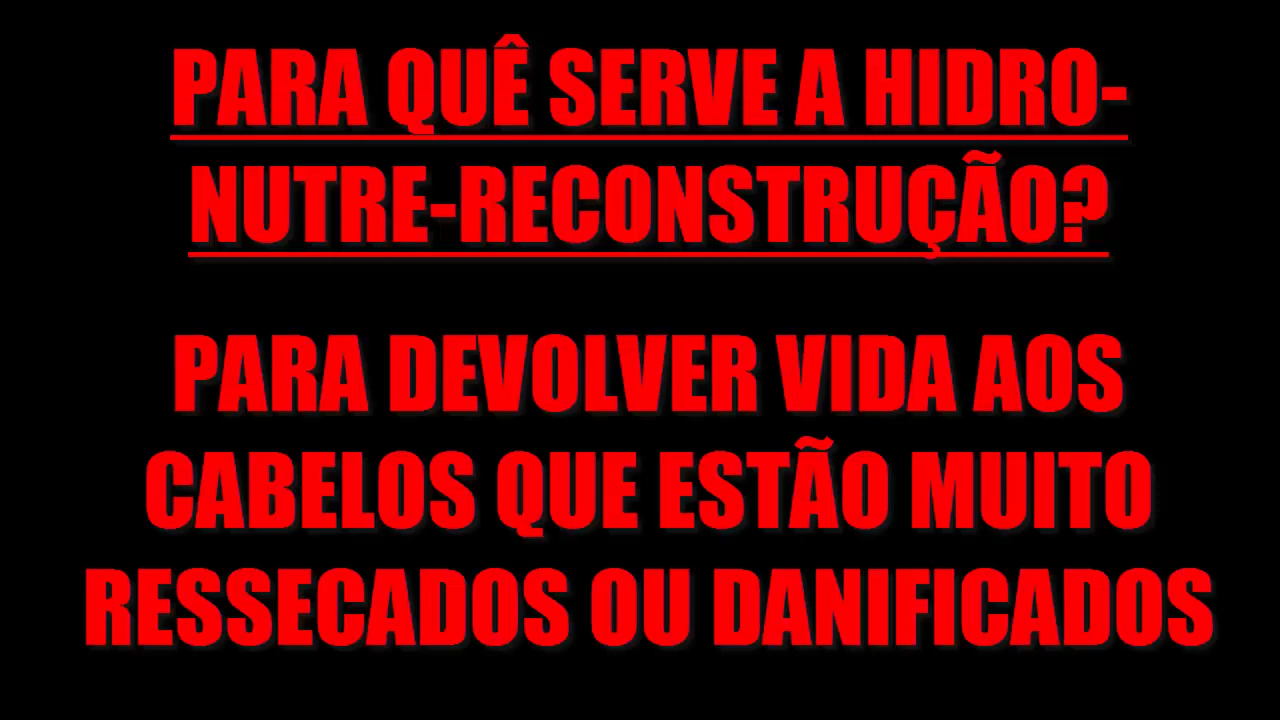 PARA QUÊ SERVE A HIDRO-
NUTRE-RECONSTRUÇÃO?
PARA DEVOLVER VIDA AOS
CABELOS QUE ESTÃO MUITO
RESSECADOS OU DANIFICADOS